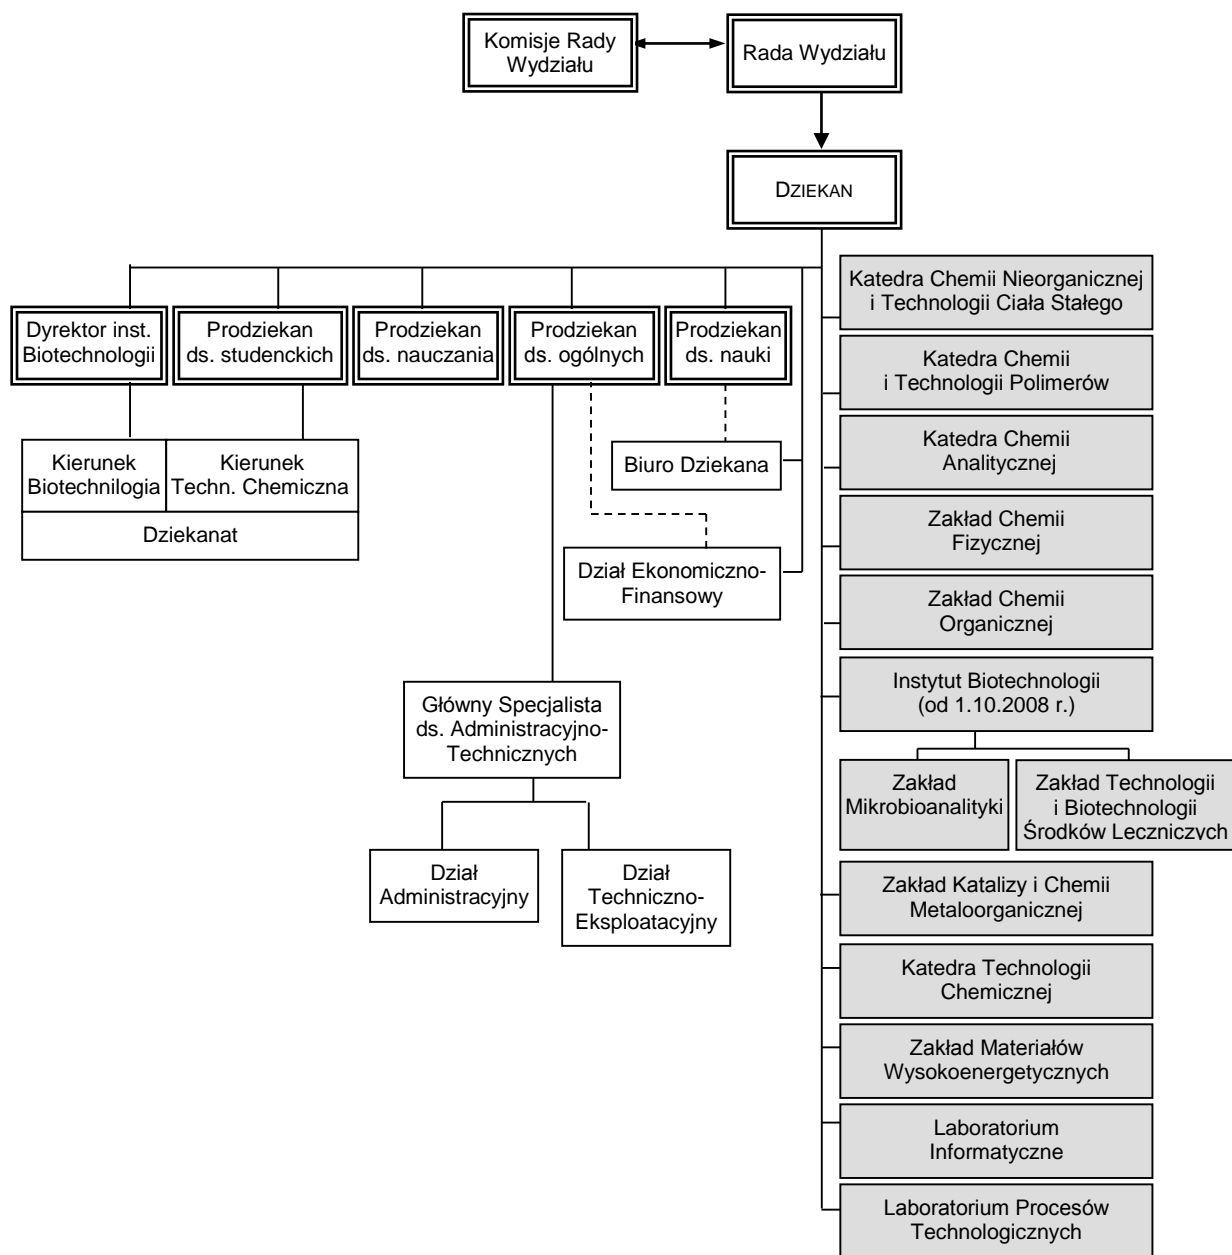 Komisje Rady
Wydziału
Rada Wydziału
DZIEKAN
Dyrektor inst.
Biotechnologii
Prodziekan
ds. studenckich
Prodziekan
ds. nauczania
Prodziekan
ds. ogólnych
Prodziekan
ds. nauki
Kierunek
Biotechnilogia
Kierunek
Techn. Chemiczna
Dziekanat
Biuro Dziekana
Dział Ekonomiczno-
Finansowy
Główny Specjalista
ds. Administracyjno-
Technicznych
Dział
Administracyjny
Dział
Techniczno-
Eksploatacyjny
Katedra Chemii Nieorganicznej
i Technologii Ciała Stałego
Katedra Chemii
i Technologii Polimerów
Katedra Chemii
Analitycznej
Zakład Chemii
Fizycznej
Zakład Chemii
Organicznej
Instytut Biotechnologii
(od 1.10.2008 r.)
Zakład
Mikrobioanalityki
Zakład Technologii
i Biotechnologii
Środków Leczniczych
Zakład Katalizy i Chemii
Metaloorganicznej
Katedra Technologii
Chemicznej
Zakład Materiałów
Wysokoenergetycznych
Laboratorium
Informatyczne
Laboratorium Procesów
Technologicznych